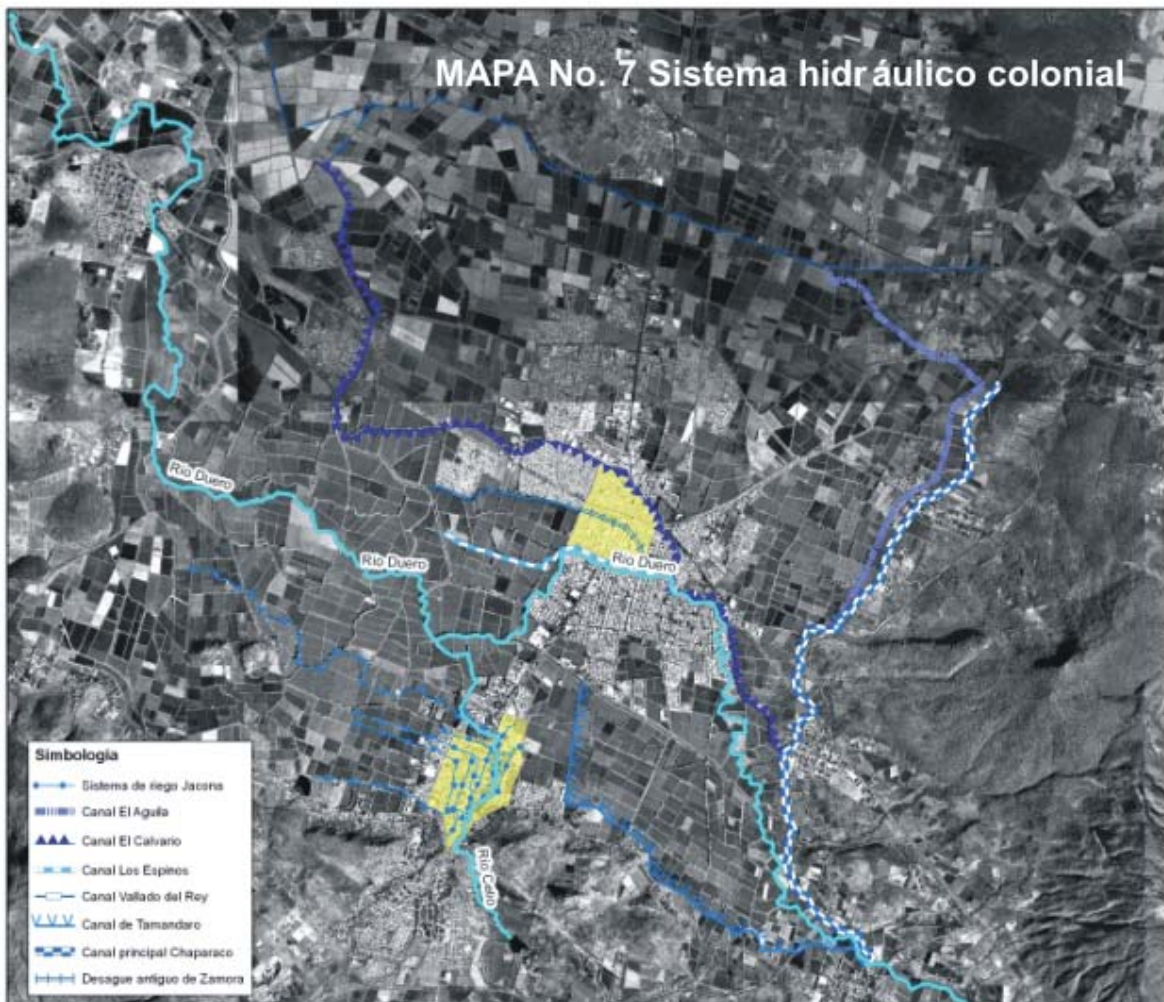 MAPA No. 7 Sistema hidráulico colonial
Río Duero
Río Duero
Río Duero
Río Celio
Simbología
Sistema de riego Jacona
Canal El Aguila
Canal El Calvario
Canal Los Espinos
Canal Vallado del Rey
Canal de Tamandaro
Canal principal Chaparaco
Desague antiguo de Zamora